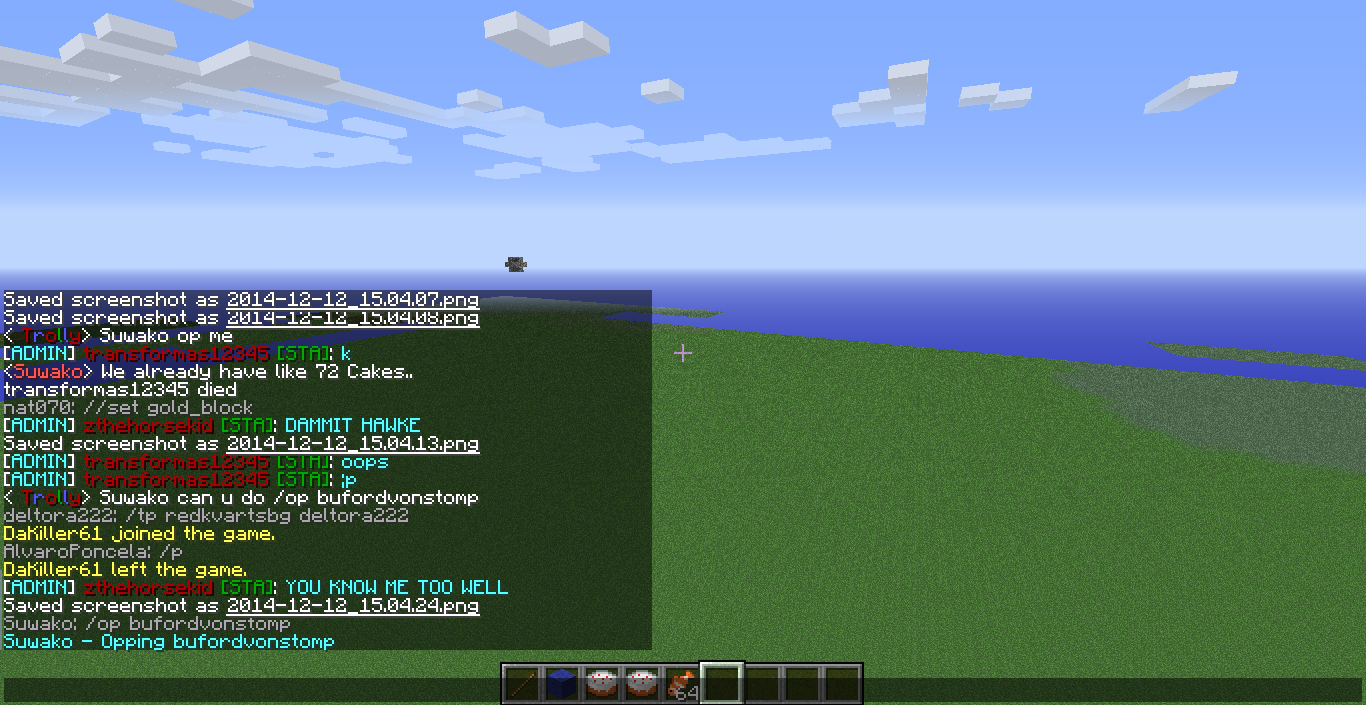 Saved screenshot as 2014-12-12_15.04.07.png
Saved screenshot as 2014-12-12_15.04.08.png
< Trolly> Suwako op me
[ADMIN] transformas12345 [STA]: k
<Suwako> We already have like 72 Cakes..
transformas12345 died
nat070: //set gold_block
[ADMIN] zthehorsekid [STA]: DAMMIT HAWKE
Saved screenshot as 2014-12-12_15.04.13.png
[ADMIN] transformas12345 [STA]: oops
[ADMIN] transformas12345 [STA]: ;p
< Trolly> Suwako can u do /op bufordvonstomp
deltora222: /tp redkvartsbg deltora222
DaKiller61 joined the game.
AlvaroPoncela: /p
DaKiller61 left the game.
[ADMIN] zthehorsekid [STA]: YOU KNOW ME TOO WELL
Saved screenshot as 2014-12-12_15.04.24.png
Suwako: /op bufordvonstomp
Suwako - Opping bufordvonstomp
64